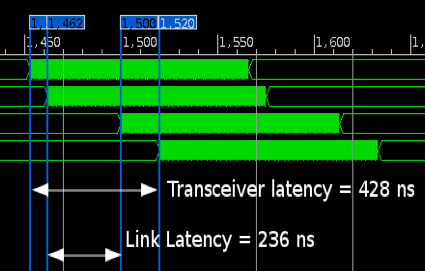 1,462 1,500 1,520
1,450 1,500 1,550 1,600
Transceiver latency = 428 ns
Link Latency = 236 ns